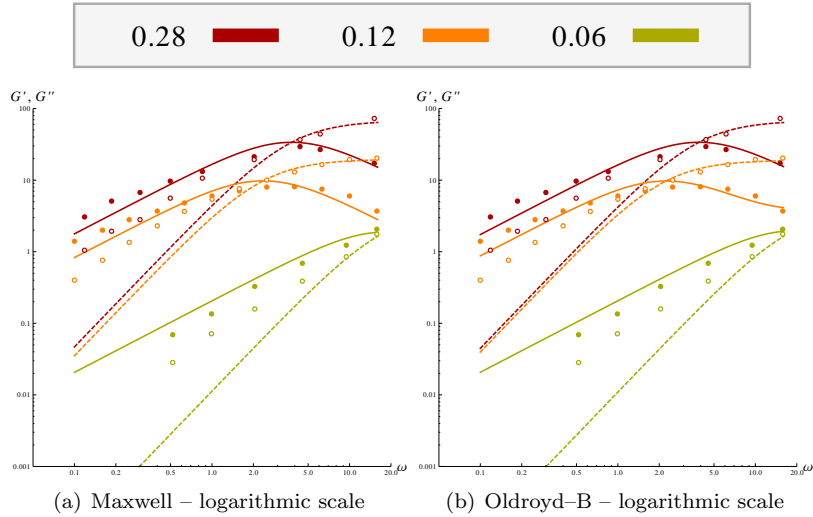 0.28 0.12 0.06
G′, G″ G′, G″
100 100
10 10
1 1
0.1 0.1
0.01 0.01
0.001 0.001
0.1 0.2 0.5 1.0 2.0 5.0 10.0 20.0 ω 0.1 0.2 0.5 1.0 2.0 5.0 10.0 20.0 ω
(a) Maxwell – logarithmic scale (b) Oldroyd–B – logarithmic scale